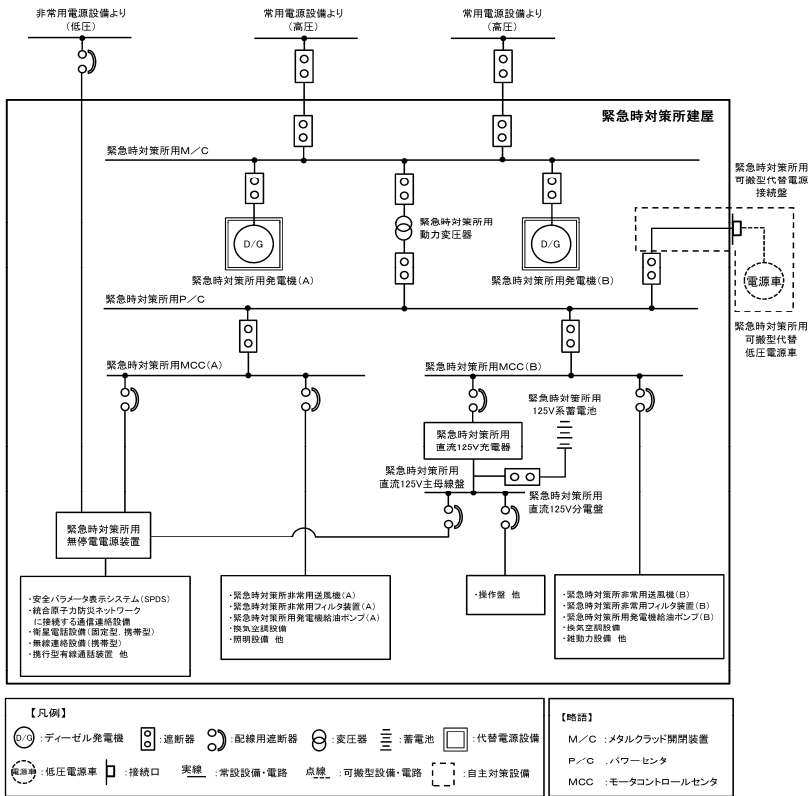 非常用電源設備より
(低圧)
常用電源設備より
(高圧)
常用電源設備より
(高圧)
緊急時対策所建屋
緊急時対策所用M/C
緊急時対策所用
可搬型代替電源
接続盤
D/G
緊急時対策所用
動力変圧器
D/G
緊急時対策所用発電機(A)
緊急時対策所用発電機(B)
電源車
緊急時対策所用P/C
緊急時対策所用
可搬型代替
低圧電源車
緊急時対策所用MCC(A)
緊急時対策所用MCC(B)
緊急時対策所用
125V系蓄電池
緊急時対策所用
直流125V充電器
緊急時対策所用
直流125V主母線盤
緊急時対策所用
直流125V分電盤
緊急時対策所用
無停電電源装置
・安全パラメータ表示システム(SPDS)
・統合原子力防災ネットワーク
に接続する通信連絡設備
・衛星電話設備(固定型,携帯型)
・無線連絡設備(携帯型)
・携行型有線通話装置 他
・緊急時対策所非常用送風機(A)
・緊急時対策所非常用フィルタ装置(A)
・緊急時対策所用発電機給油ポンプ(A)
・換気空調設備
・照明設備 他
・操作盤 他
・緊急時対策所非常用送風機(B)
・緊急時対策所非常用フィルタ装置(B)
・緊急時対策所用発電機給油ポンプ(B)
・換気空調設備
・雑動力設備 他
【凡例】
D/G :ディーゼル発電機 :遮断器 :配線用遮断器 :変圧器 :蓄電池 :代替電源設備
電源車 :低圧電源車 :接続口 実線 :常設設備・電路 点線 :可搬型設備・電路 :自主対策設備
【略語】
M/C :メタルクラッド開閉装置
P/C :パワーセンタ
MCC :モータコントロールセンタ